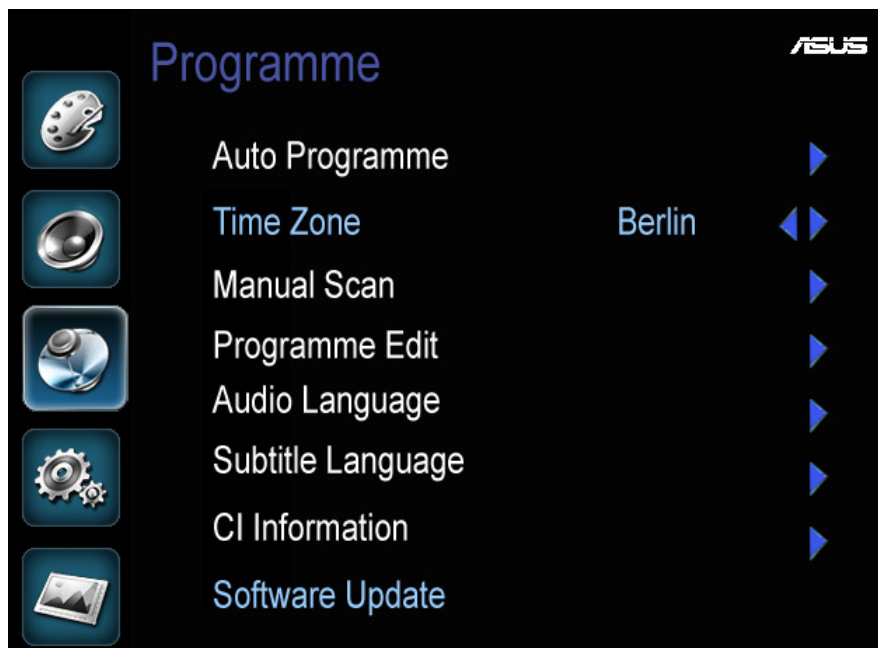 Programme
ASUS
Auto Programme
Time Zone Berlin
Manual Scan
Programme Edit
Audio Language
Subtitle Language
CI Information
Software Update